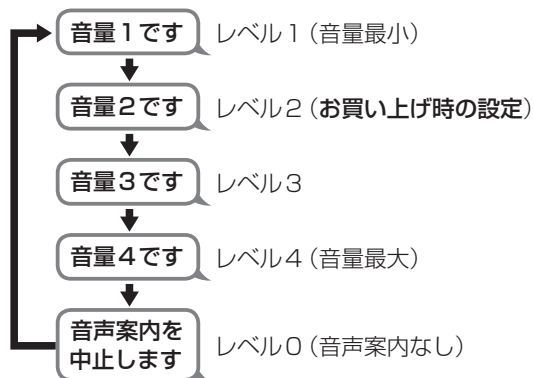 音量1です レベル1（音量最小）
音量2です レベル2（お買い上げ時の設定）
音量3です レベル3
音量4です レベル4（音量最大）
音声案内を
中止します レベル0（音声案内なし）